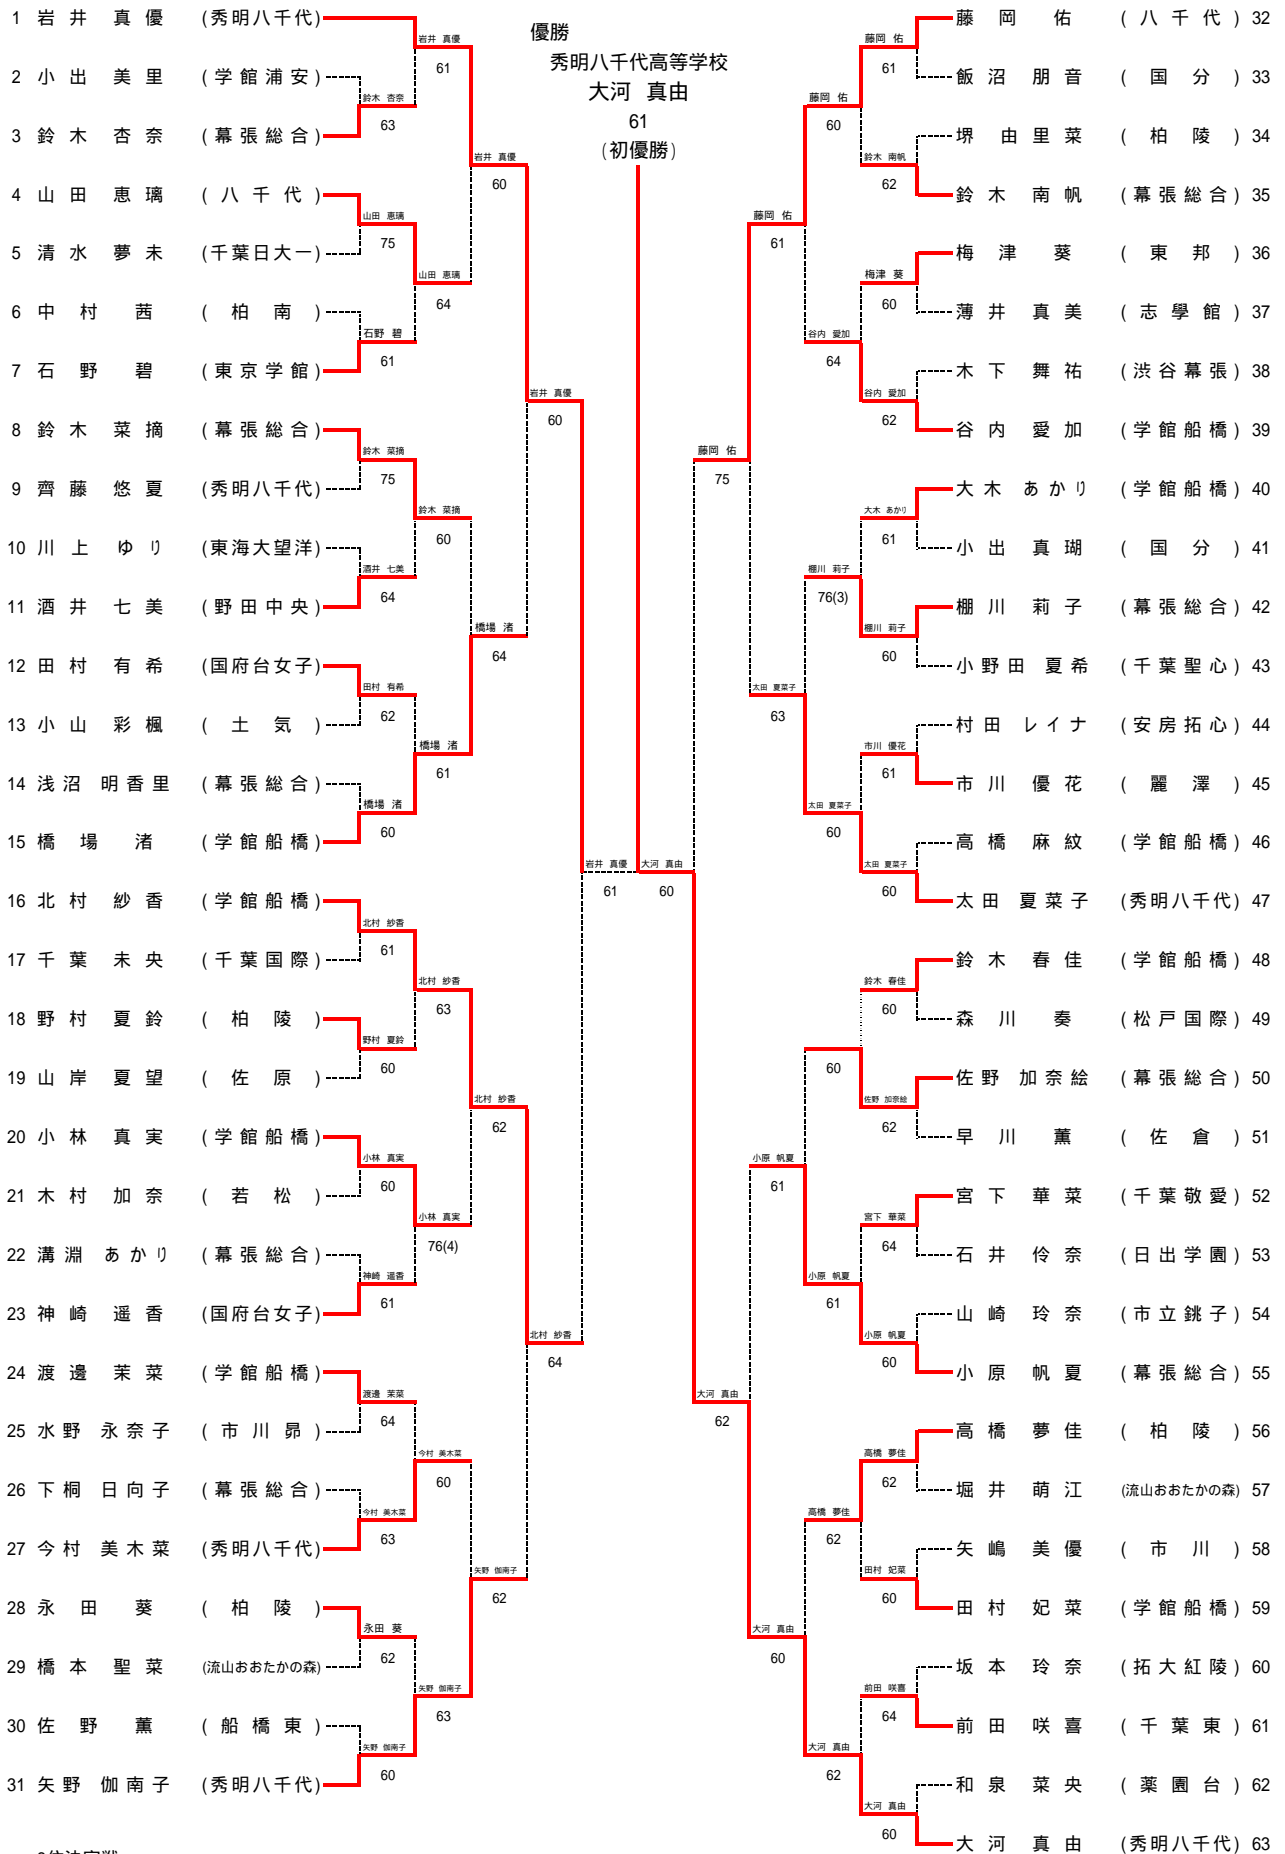 優勝
秀明八千代高等学校
大河 真由
61
(初優勝)
1 岩井 真優 (秀明八千代)
2 小出 美里 (学館浦安)
3 鈴木 杏奈 (幕張総合)
4 山田 恵璃 (八千代)
5 清水 夢未 (千葉日大一)
6 中村 茜 (柏南)
7 石野 碧 (東京学館)
8 鈴木 菜摘 (幕張総合)
9 齊藤 悠夏 (秀明八千代)
10 川上 ゆり (東海大望洋)
11 酒井 七美 (野田中央)
12 田村 有希 (国府台女子)
13 小山 彩楓 (土気)
14 浅沼 明香里 (幕張総合)
15 橋場 渚 (学館船橋)
16 北村 紗香 (学館船橋)
17 千葉 未央 (千葉国際)
18 野村 夏鈴 (柏陵)
19 山岸 夏望 (佐原)
20 小林 真実 (学館船橋)
21 木村 加奈 (若松)
22 溝淵 あかり (幕張総合)
23 神崎 遥香 (国府台女子)
24 渡邊 茉菜 (学館船橋)
25 水野 永奈子 (市川昴)
26 下桐 日向子 (幕張総合)
27 今村 美木菜 (秀明八千代)
28 永田 葵 (柏陵)
29 橋本 聖菜 (流山おおたかの森)
30 佐野 薫 (船橋東)
31 矢野 伽南子 (秀明八千代)
鈴木 杏奈
63
山田 恵璃
75
石野 碧
61
鈴木 菜摘
75
酒井 七美
64
田村 有希
62
橋場 渚
60
北村 紗香
61
野村 夏鈴
60
小林 真実
60
神崎 遥香
61
渡邊 茉菜
64
今村 美木菜
63
永田 葵
62
矢野 伽南子
60
岩井 真優
61
山田 恵璃
64
鈴木 菜摘
60
橋場 渚
61
北村 紗香
63
小林 真実
76(4)
今村 美木菜
60
矢野 伽南子
63
岩井 真優
60
橋場 渚
64
北村 紗香
62
矢野 伽南子
62
岩井 真優
60
北村 紗香
64
岩井 真優
61
大河 真由
60
藤岡 佑
75
大河 真由
62
藤岡 佑
61
太田 夏菜子
63
小原 帆夏
61
大河 真由
60
藤岡 佑
60
谷内 愛加
64
棚川 莉子
76(3)
太田 夏菜子
60
60
小原 帆夏
61
高橋 夢佳
62
大河 真由
62
藤岡 佑
61
鈴木 南帆
62
梅津 葵
60
谷内 愛加
62
大木 あかり
61
棚川 莉子
60
市川 優花
61
太田 夏菜子
60
鈴木 春佳
60
佐野 加奈絵
62
宮下 華菜
64
小原 帆夏
60
高橋 夢佳
62
田村 妃菜
60
前田 咲喜
64
大河 真由
60
藤岡 佑 (八千代) 32
飯沼 朋音 (国分) 33
堺 由里菜 (柏陵) 34
鈴木 南帆 (幕張総合) 35
梅津 葵 (東邦) 36
薄井 真美 (志學館) 37
木下 舞祐 (渋谷幕張) 38
谷内 愛加 (学館船橋) 39
大木 あかり (学館船橋) 40
小出 真瑚 (国分) 41
棚川 莉子 (幕張総合) 42
小野田 夏希 (千葉聖心) 43
村田 レイナ (安房拓心) 44
市川 優花 (麗澤) 45
高橋 麻紋 (学館船橋) 46
太田 夏菜子 (秀明八千代) 47
鈴木 春佳 (学館船橋) 48
森川 奏 (松戸国際) 49
佐野 加奈絵 (幕張総合) 50
早川 薫 (佐倉) 51
宮下 華菜 (千葉敬愛) 52
石井 伶奈 (日出学園) 53
山崎 玲奈 (市立銚子) 54
小原 帆夏 (幕張総合) 55
高橋 夢佳 (柏陵) 56
堀井 萌江 (流山おおたかの森) 57
矢嶋 美優 (市川) 58
田村 妃菜 (学館船橋) 59
坂本 玲奈 (拓大紅陵) 60
前田 咲喜 (千葉東) 61
和泉 菜央 (薬園台) 62
大河 真由 (秀明八千代) 63